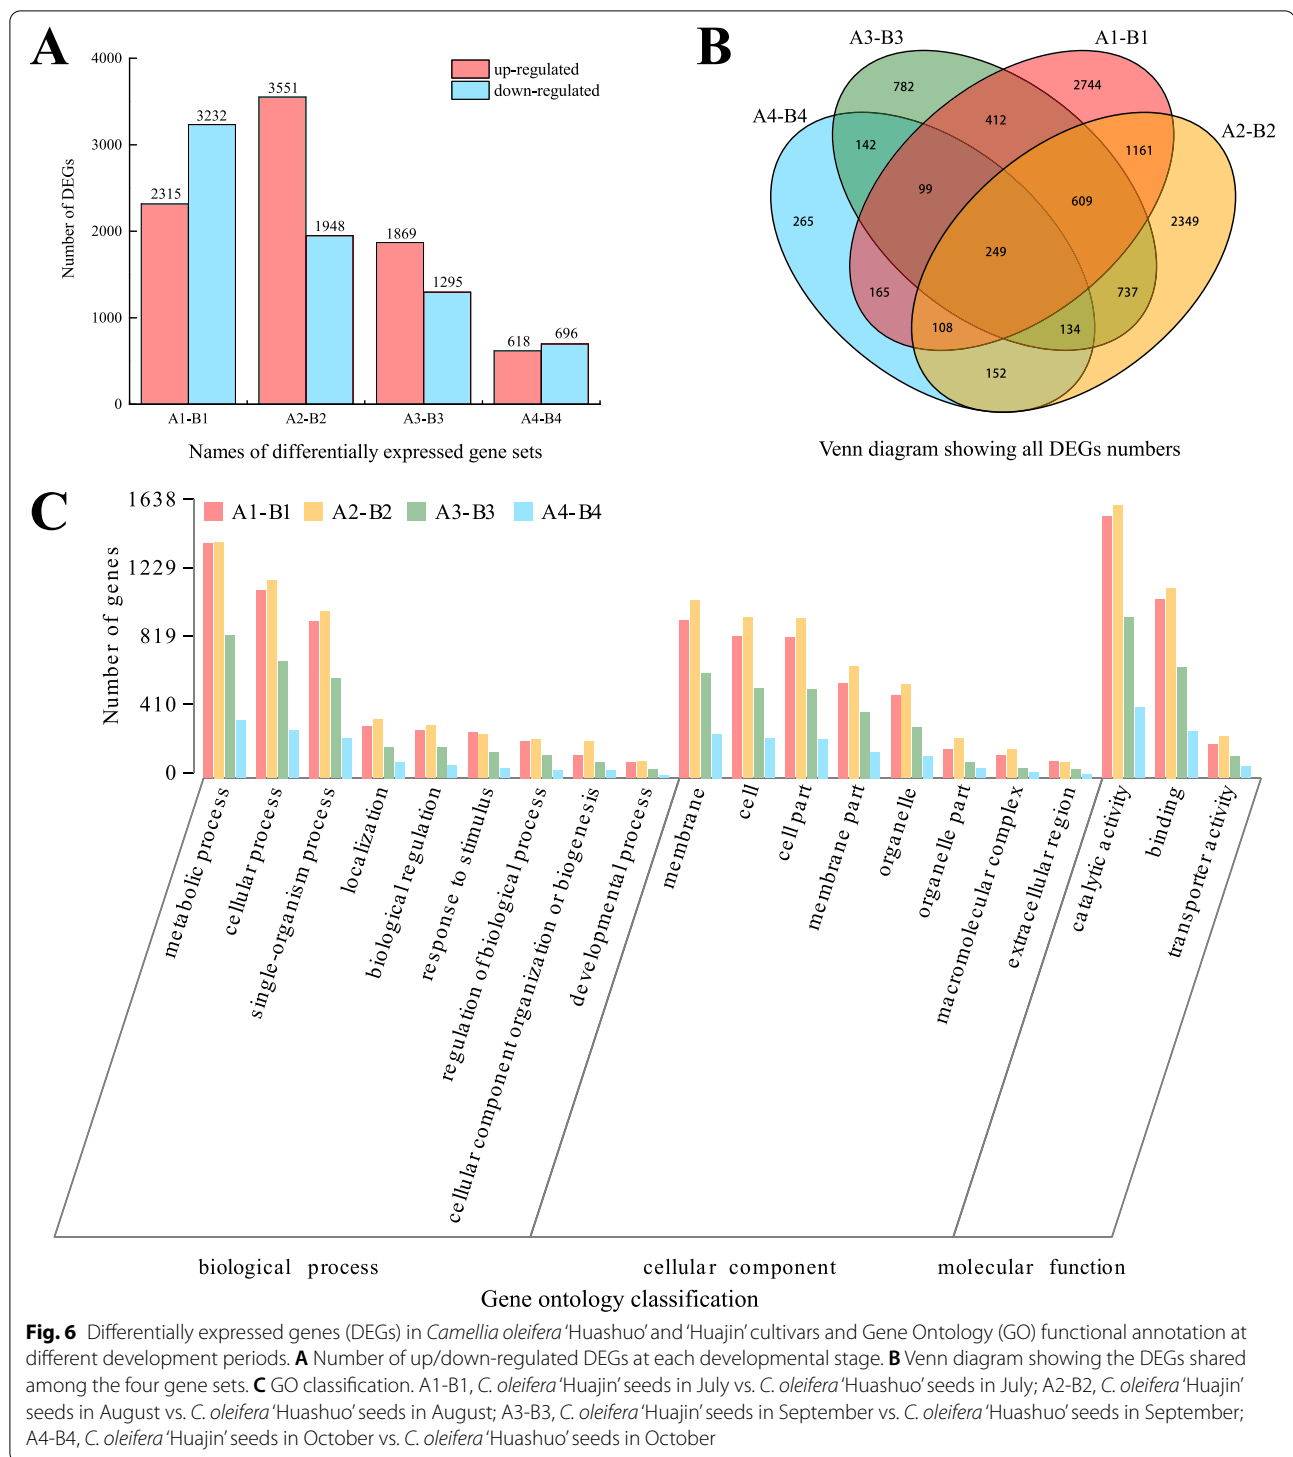 A
4000
3000
2000
1000
0
Number of DEGs
up-regulated
down-regulated
2315
3232
3551
1948
1869
1295
618
696
A1-B1
A2-B2
A3-B3
A4-B4
Names of differentially expressed gene sets
B
A3-B3
A1-B1
A4-B4
A2-B2
782
2744
412
142
1161
99
609
265
2349
249
165
737
108
134
152
Venn diagram showing all DEGs numbers
C
1638
1229
819
410
0
Number of genes
A1-B1
A2-B2
A3-B3
A4-B4
metabolic process
cellular process
single-organism process
localization
biological regulation
response to stimulus
regulation of biological process
cellular component organization or biogenesis
developmental process
membrane
cell
cell part
membrane part
organelle
organelle part
macromolecular complex
extracellular region
catalytic activity
binding
transporter activity
biological process
cellular component
molecular function
Gene ontology classification
Fig. 6 Differentially expressed genes (DEGs) in Camellia oleifera ‘Huashuo’ and ‘Huajin’ cultivars and Gene Ontology (GO) functional annotation at
different development periods. A Number of up/down-regulated DEGs at each developmental stage. B Venn diagram showing the DEGs shared
among the four gene sets. C GO classification. A1-B1, C. oleifera ‘Huajin’ seeds in July vs. C. oleifera ‘Huashuo’ seeds in July; A2-B2, C. oleifera ‘Huajin’
seeds in August vs. C. oleifera ‘Huashuo’ seeds in August; A3-B3, C. oleifera ‘Huajin’ seeds in September vs. C. oleifera ‘Huashuo’ seeds in September;
A4-B4, C. oleifera ‘Huajin’ seeds in October vs. C. oleifera ‘Huashuo’ seeds in October